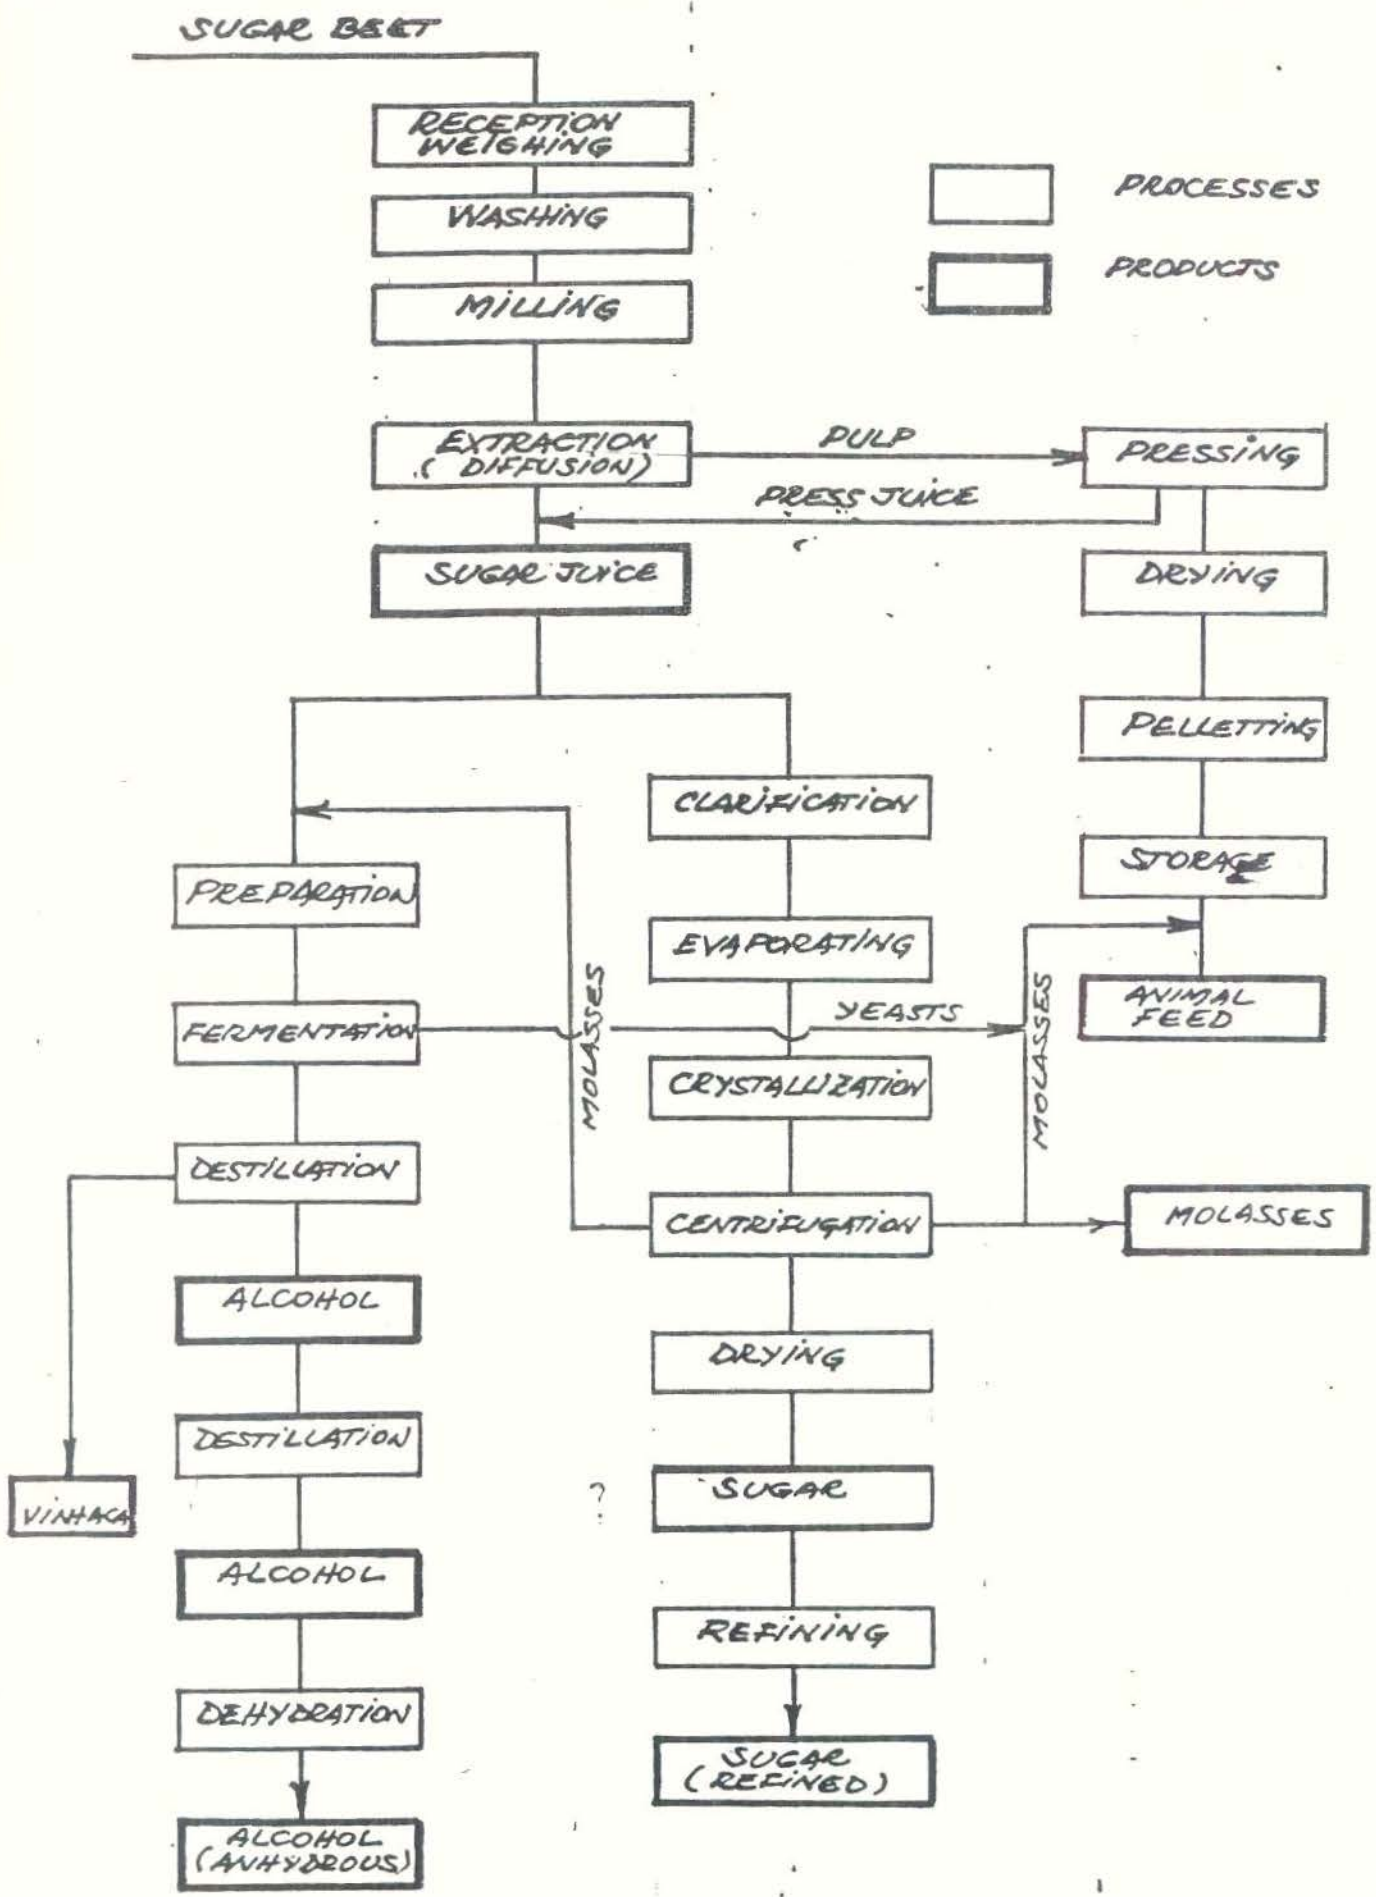 SUGAR BEET
RECEPTION
WEIGHING
WASHING
MILLING
PROCESSES
PRODUCTS
EXTRACTION
(DIFFUSION)
PULP
PRESSING
PRESS JUICE
SUGAR JUICE
DRYING
PELLETTING
CLARIFICATION
STORAGE
PREPARATION
EVAPORATING
MOLASSES
YEASTS
MOLASSES
ANIMAL
FEED
FERMENTATION
CRYSTALLIZATION
DESTILLATION
CENTRIFUGATION
MOLASSES
ALCOHOL
DRYING
DESTILLATION
SUGAR
?
VINHACA
ALCOHOL
REFINING
DEHYDRATION
SUGAR
(REFINED)
ALCOHOL
(ANHYDROUS)